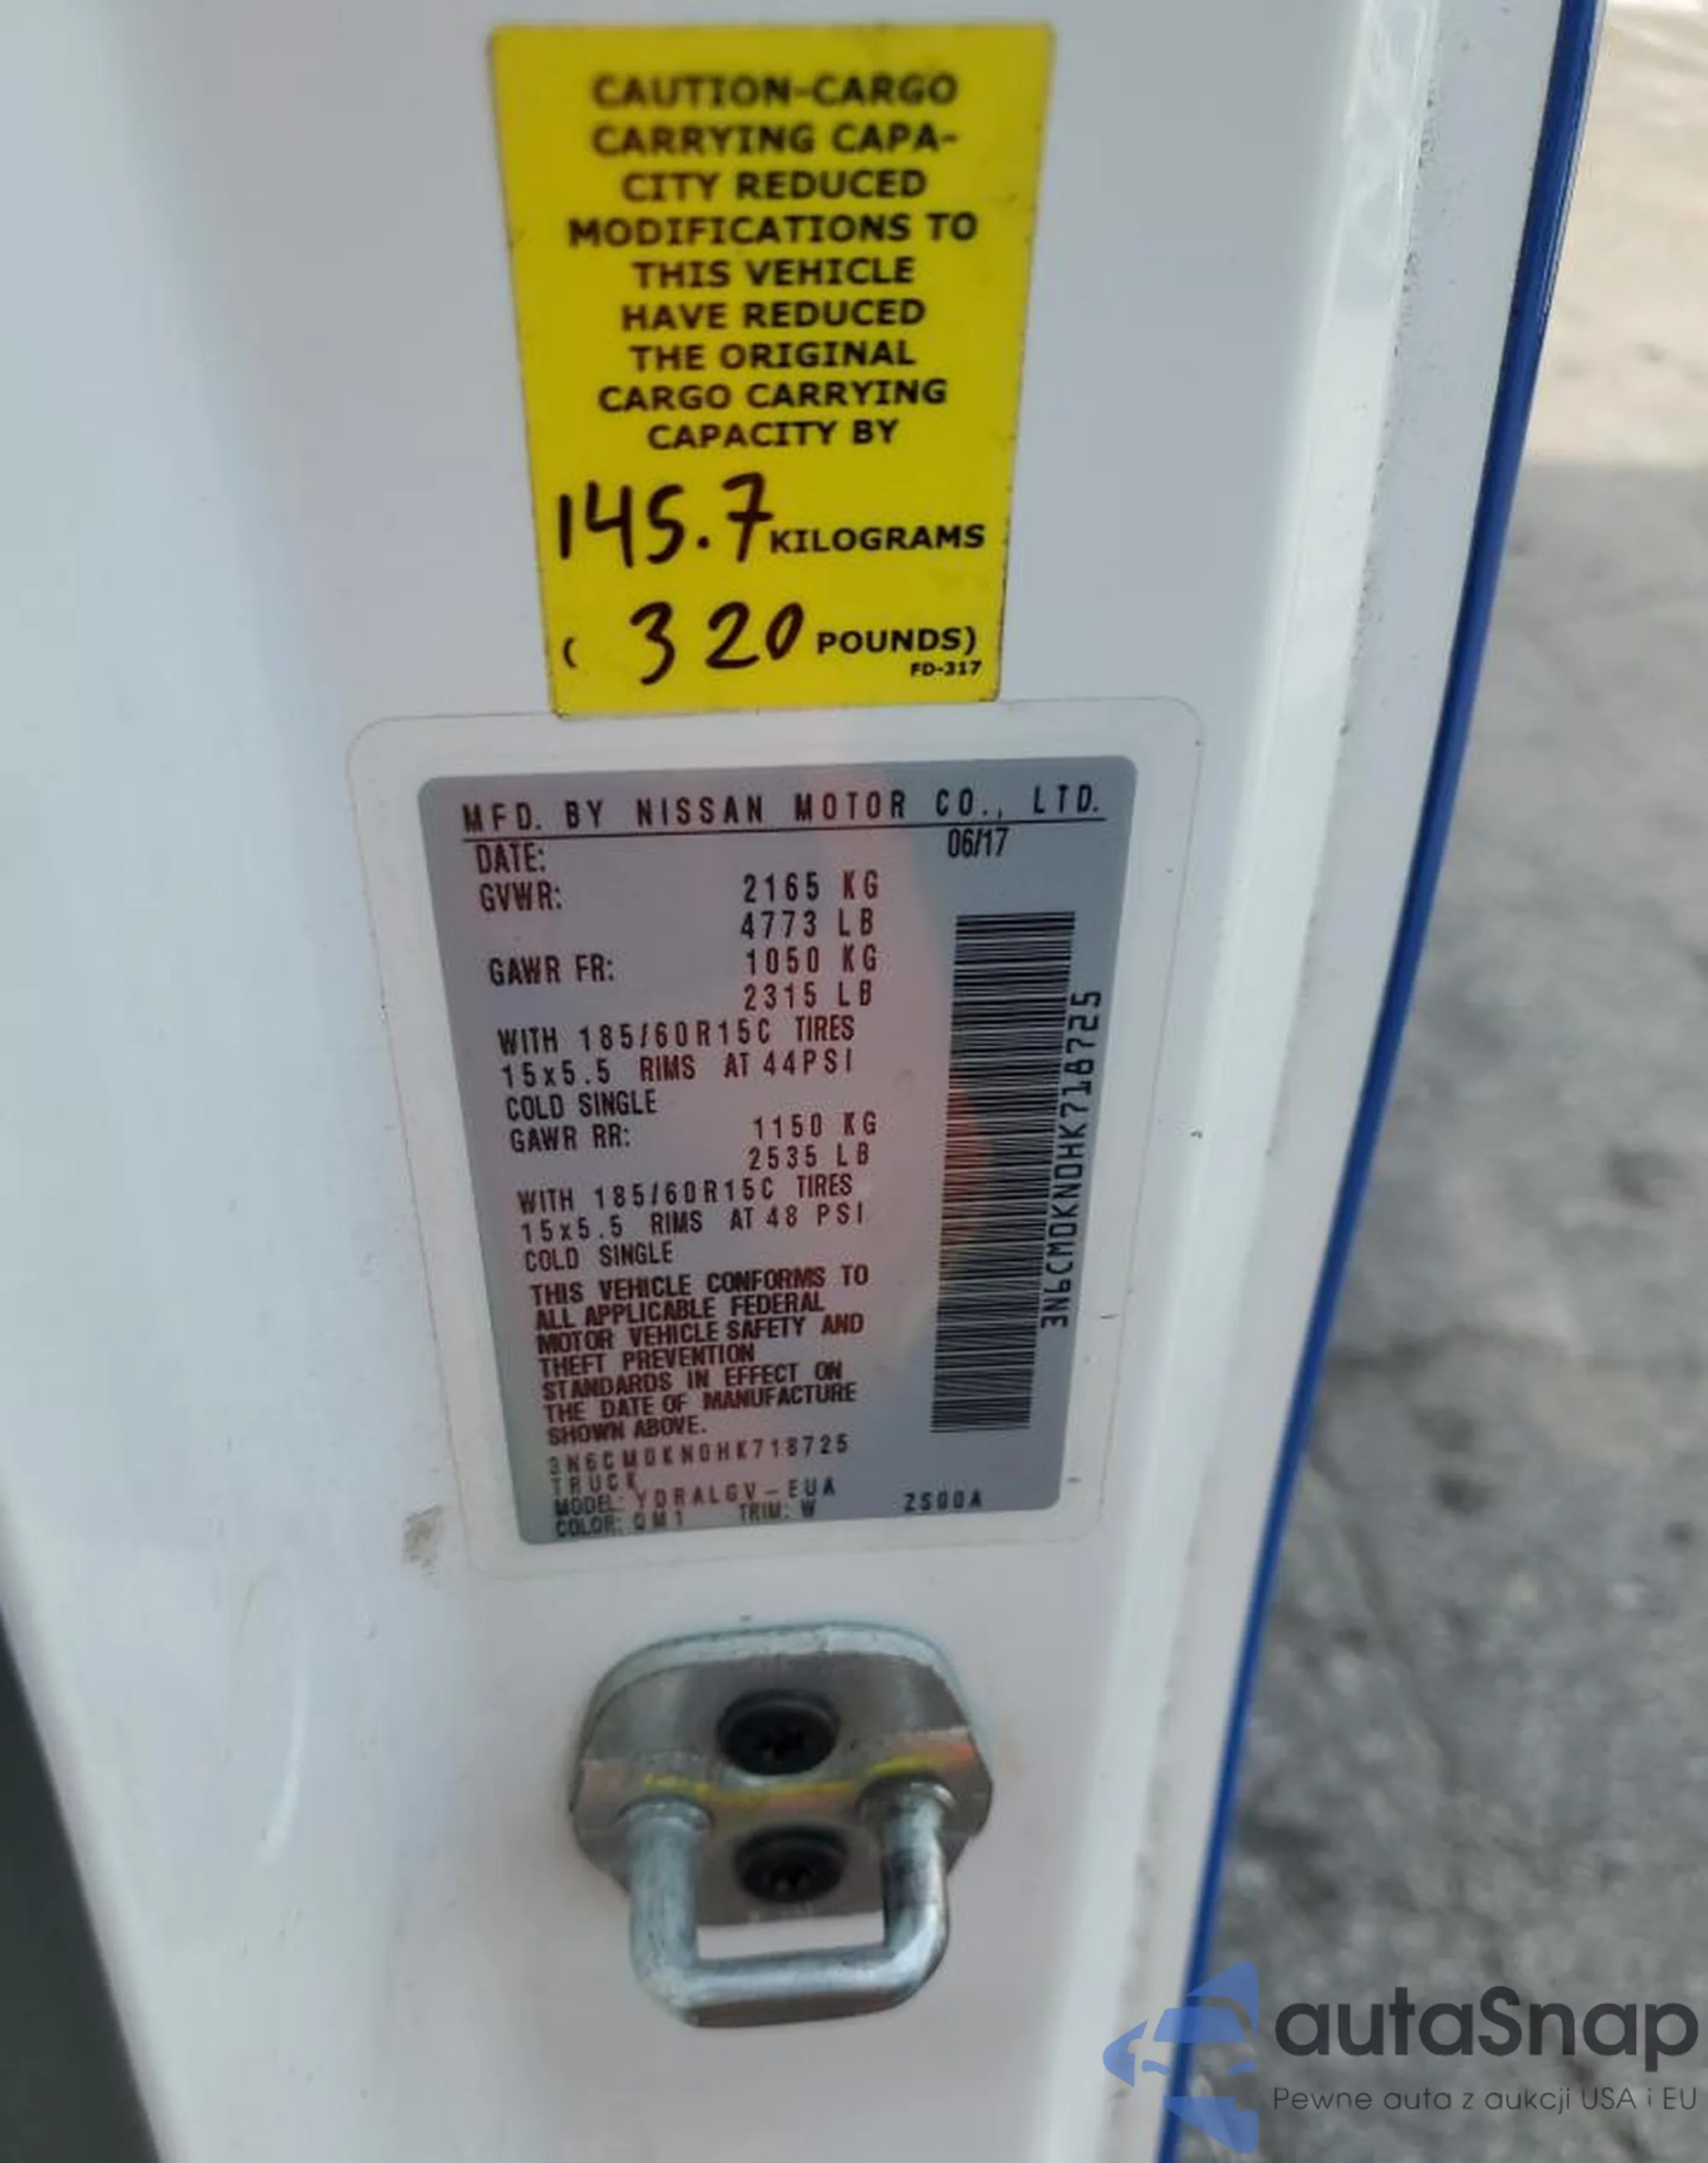 CAUTION-CARGO
CARRYING CAPA-
CITY REDUCED
MODIFICATIONS TO
THIS VEHICLE
HAVE REDUCED
THE ORIGINAL
CARGO CARRYING
CAPACITY BY
145.7 KILOGRAMS
( 320 POUNDS)
FD-317
MFD. BY NISSAN MOTOR CO., LTD.
DATE: 06/17
GVWR: 2165 KG
4773 LB
GAWR FR: 1050 KG
2315 LB
WITH 185/60R15C TIRES
15x5.5 RIMS AT 44PSI
COLD SINGLE
GAWR RR: 1150 KG
2535 LB
WITH 185/60R15C TIRES
15x5.5 RIMS AT 48 PSI
COLD SINGLE
THIS VEHICLE CONFORMS TO
ALL APPLICABLE FEDERAL
MOTOR VEHICLE SAFETY AND
THEFT PREVENTION
STANDARDS IN EFFECT ON
THE DATE OF MANUFACTURE
SHOWN ABOVE.
3N6CM0KN0HK718725
TRUCK
MODEL: YDRALGV-EUA
COLOR: QM1 TRIM: W ZS00A
3N6CM0KN0HK718725
autaSnap
Pewne auta z aukcji USA i EU